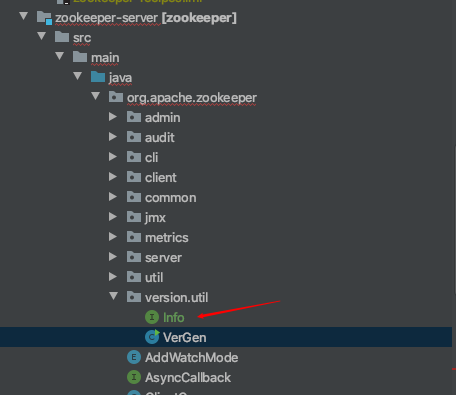 zookeeper-server [zookeeper]
src
main
java
org.apache.zookeeper
admin
audit
cli
client
common
jmx
metrics
server
util
version.util
Info
VerGen
AddWatchMode
AsyncCallback